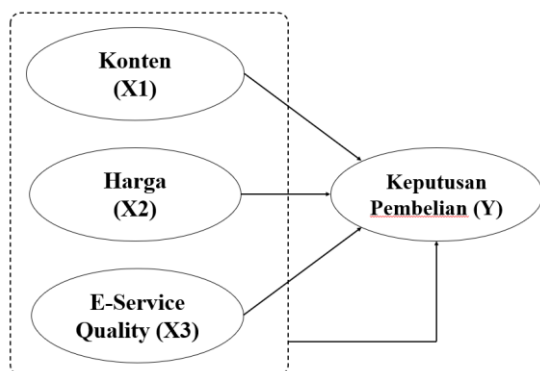 Konten
(X1)
Harga
(X2)
Keputusan
Pembelian (Y)
E-Service
Quality (X3)